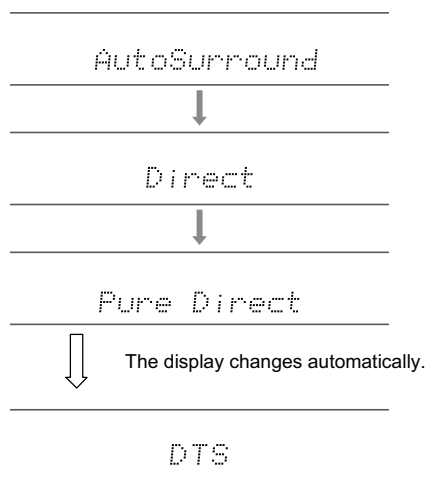 AutoSurround
Direct
Pure Direct
The display changes automatically.
DTS